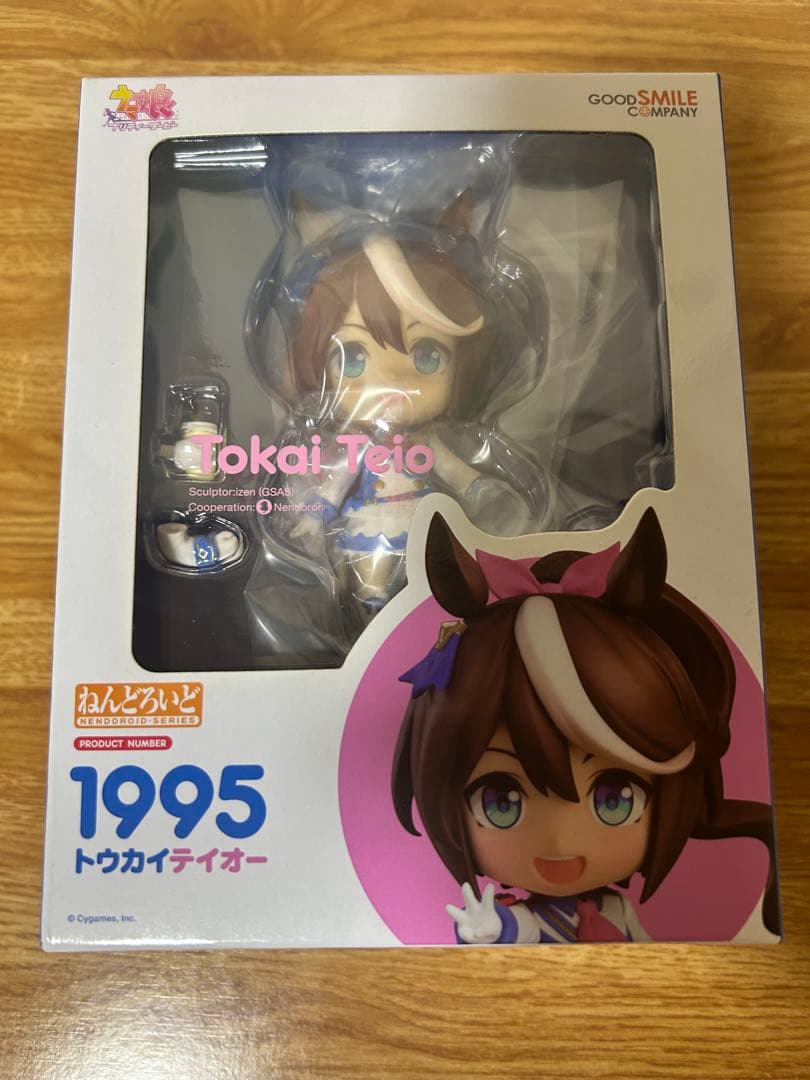 ウマ娘
プリティーダービー
GOOD SMILE
COMPANY
Tokai Teio
Sculptor:izen (GSAS)
Cooperation: Nendoron
ねんどろいど
NENDOROID-SERIES
PRODUCT NUMBER
1995
トウカイテイオー
© Cygames, Inc.